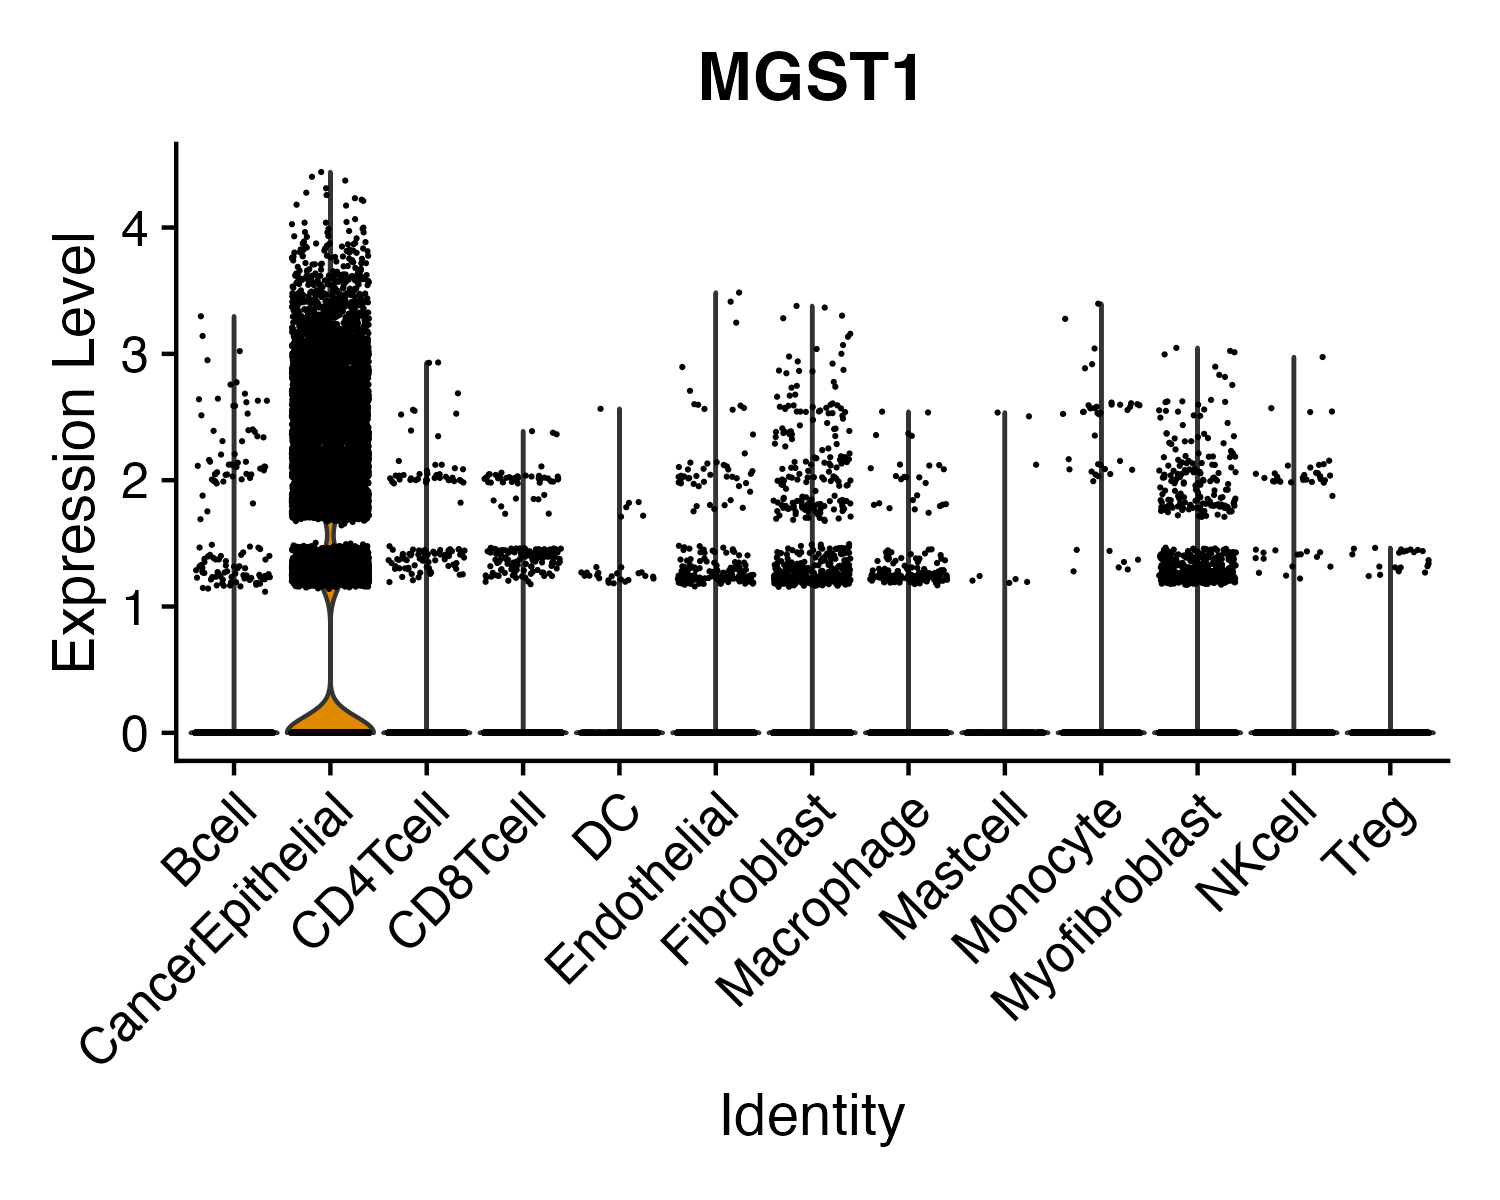 MGST1
Expression Level
4
3
2
1
0
Bcell
CancerEpithelial
CD4Tcell
CD8Tcell
DC
Endothelial
Fibroblast
Macrophage
Mastcell
Monocyte
Myofibroblast
NKcell
Treg
Identity